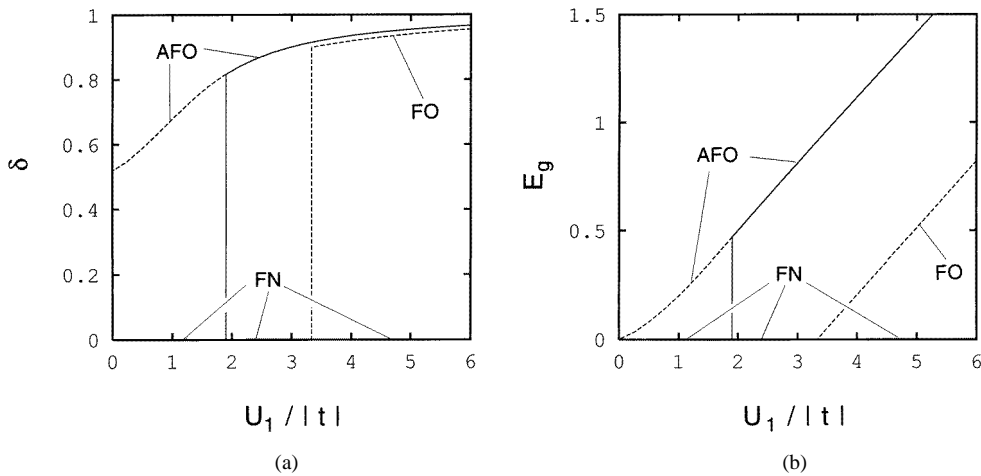 1
0.8
0.6
0.4
0.2
0
δ
AFO
FO
FN
0 1 2 3 4 5 6
U1 / | t |
(a)
1.5
1
0.5
0
Eg
AFO
FO
FN
0 1 2 3 4 5 6
U1 / | t |
(b)